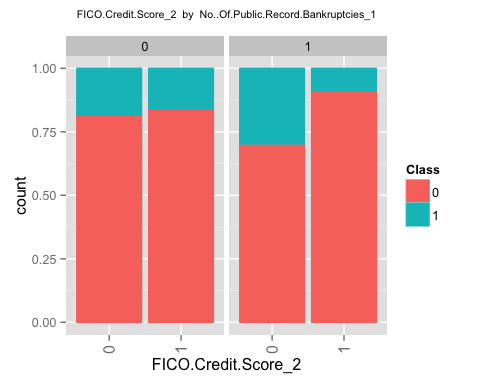 FICO.Credit.Score_2 by No..Of.Public.Record.Bankruptcies_1
0 1
1.00
0.75
0.50
0.25
0.00
count
0 1 0 1
FICO.Credit.Score_2
Class
0
1